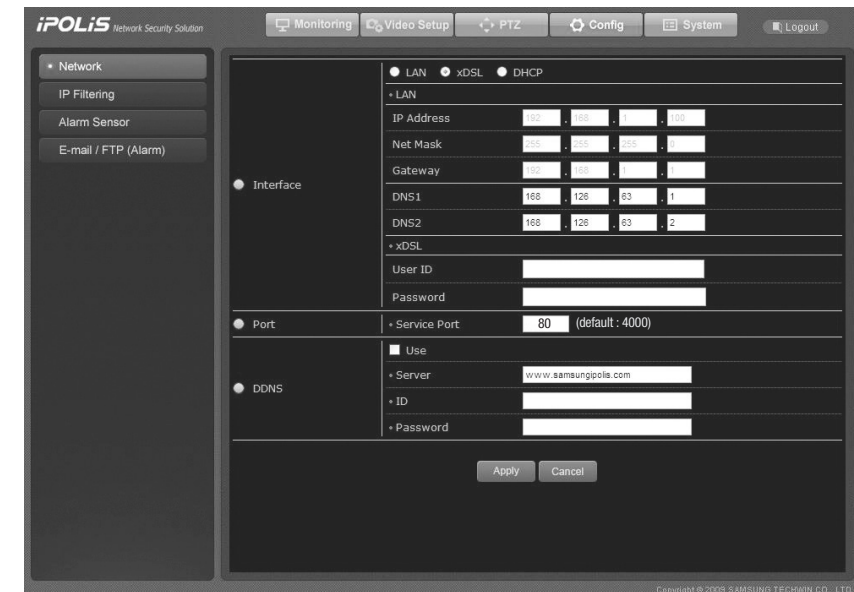 iPOLiS Network Security Solution
Monitoring Video Setup PTZ Config System Logout
Network
IP Filtering
Alarm Sensor
E-mail / FTP (Alarm)
Interface
LAN xDSL DHCP
LAN
IP Address 192 . 168 . 1 . 100
Net Mask 255 . 255 . 255 . 0
Gateway 192 . 168 . 1 . 1
DNS1 168 . 126 . 63 . 1
DNS2 168 . 126 . 63 . 2
xDSL
User ID
Password
Port
Service Port 80 (default : 4000)
DDNS
Use
Server www.samsungipolis.com
ID
Password
Apply Cancel
Copyright © 2009 SAMSUNG TECHWIN CO., LTD